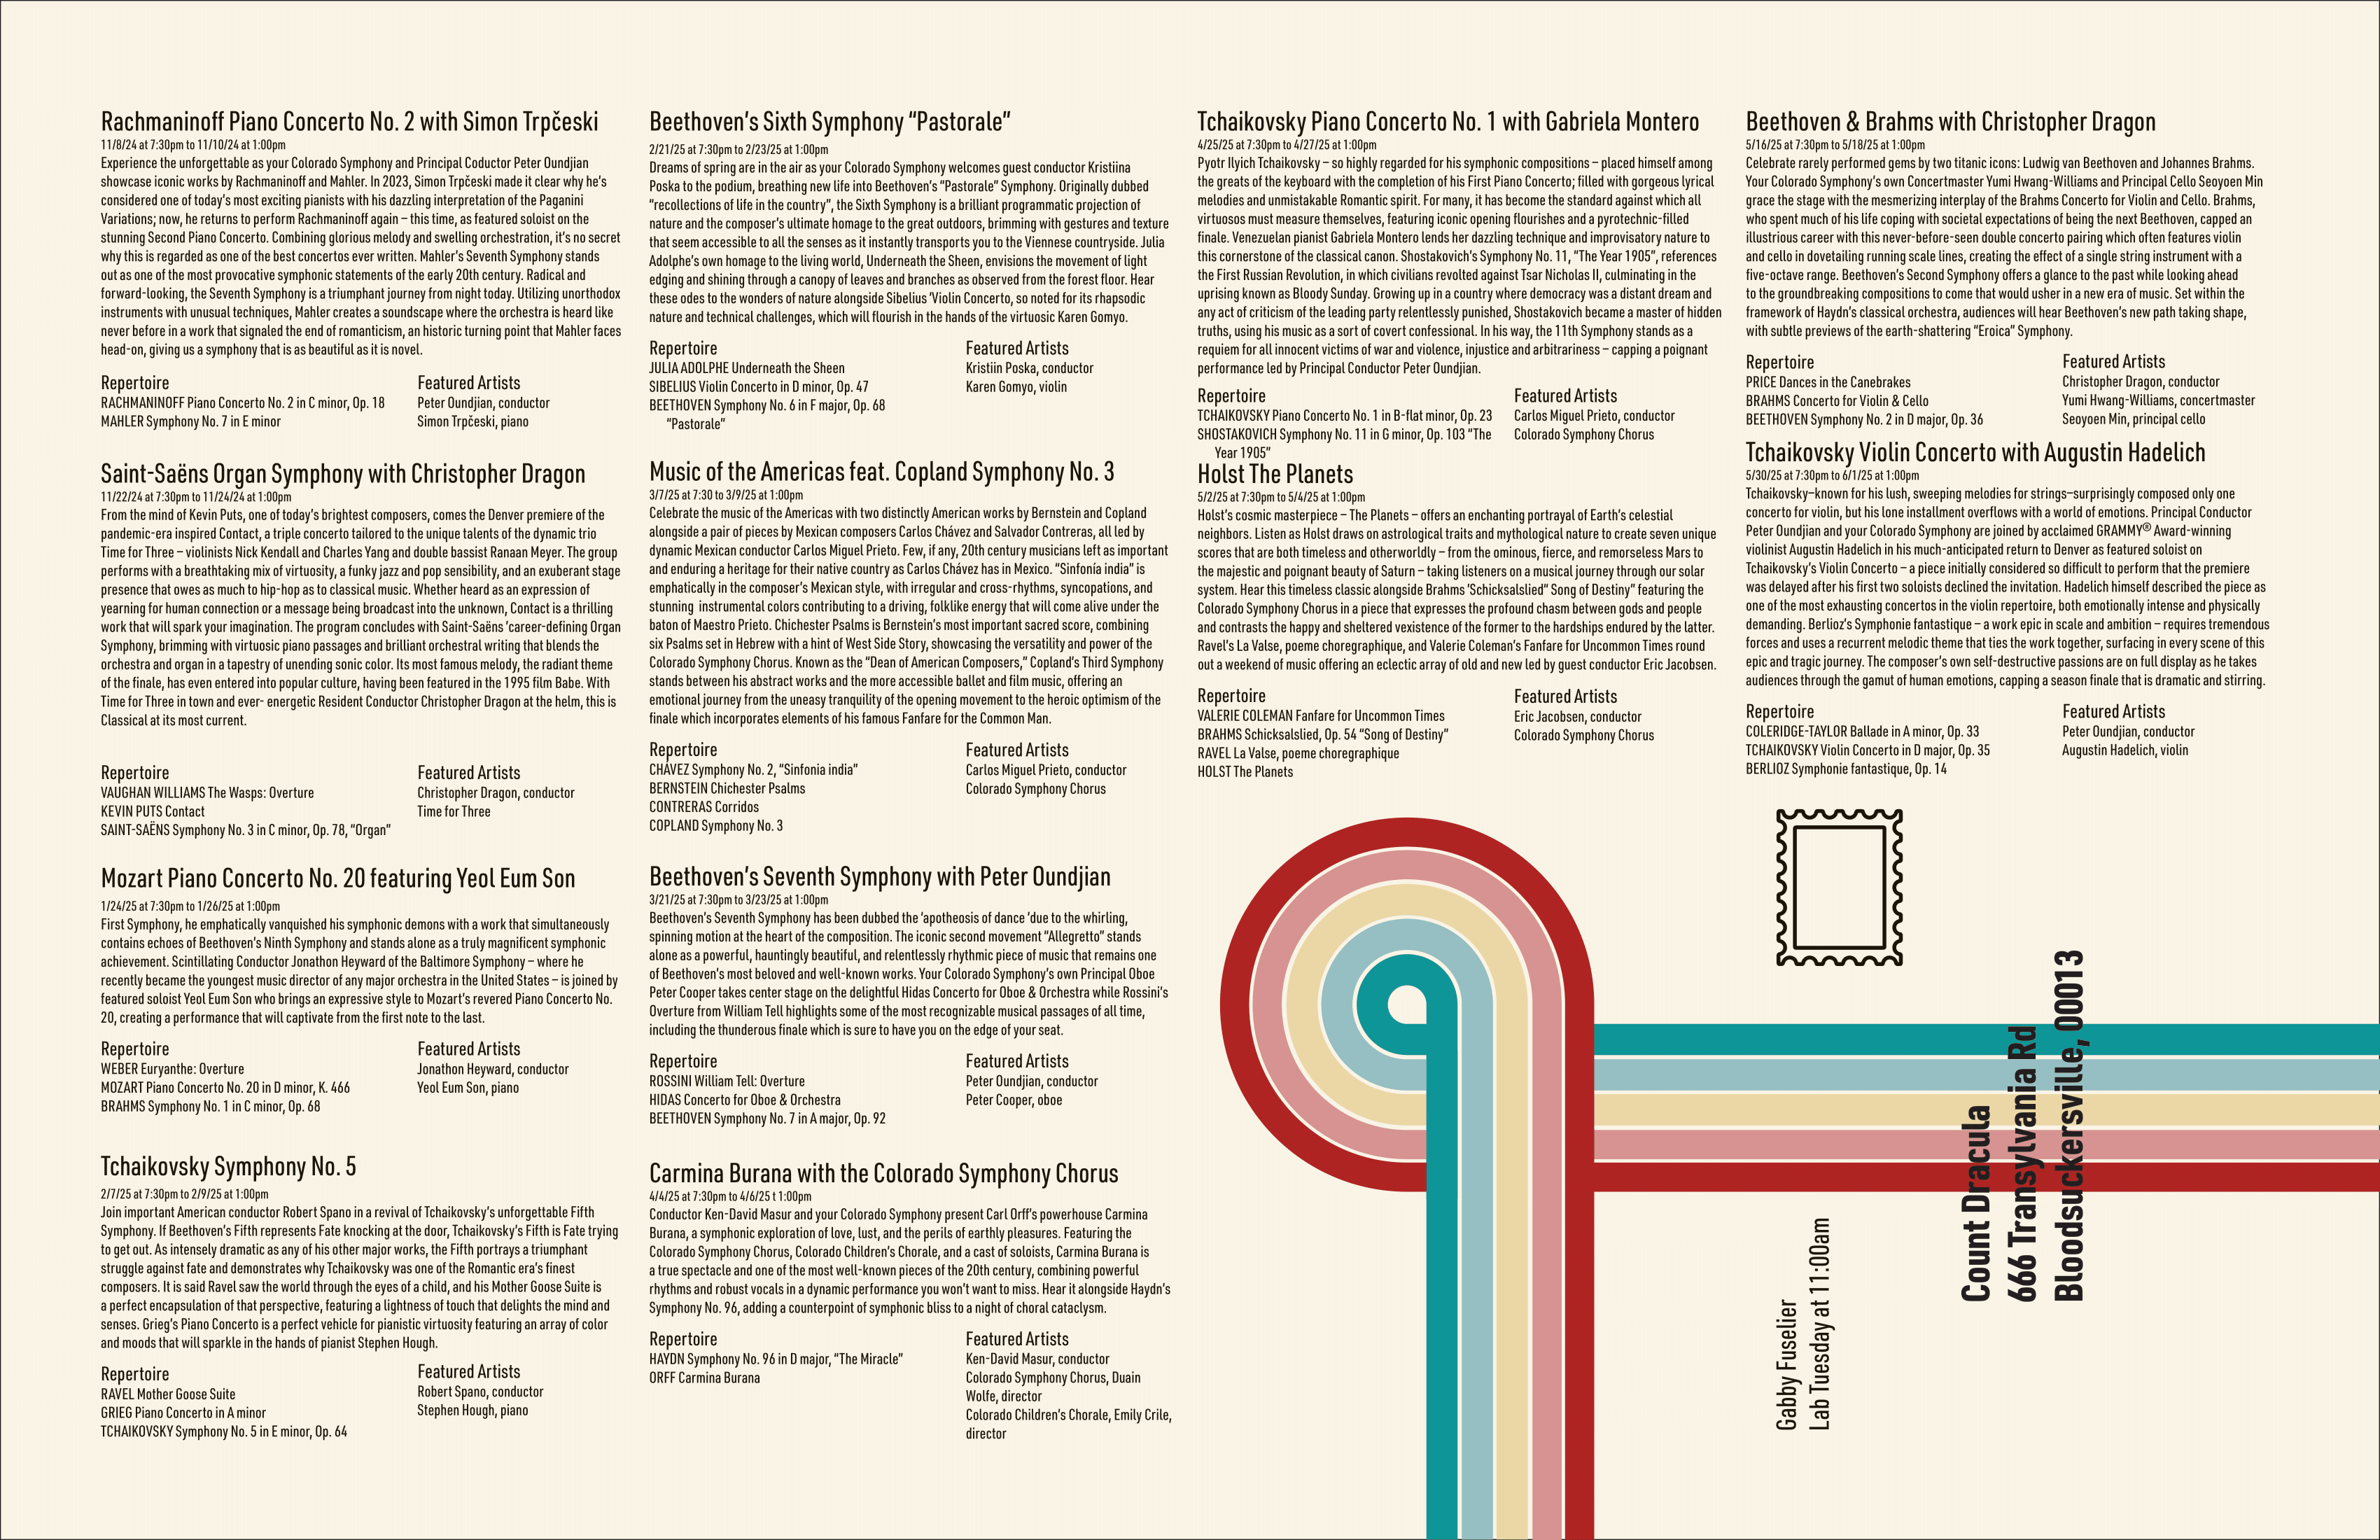 Rachmaninoff Piano Concerto No. 2 with Simon Trpčeski
11/8/24 at 7:30pm to 11/10/24 at 1:00pm
Experience the unforgettable as your Colorado Symphony and Principal Coductor Peter Oundjian
showcase iconic works by Rachmaninoff and Mahler. In 2023, Simon Trpčeski made it clear why he's
considered one of today's most exciting pianists with his dazzling interpretation of the Paganini
Variations; now, he returns to perform Rachmaninoff again – this time, as featured soloist on the
stunning Second Piano Concerto. Combining glorious melody and swelling orchestration, it's no secret
why this is regarded as one of the best concertos ever written. Mahler's Seventh Symphony stands
out as one of the most provocative symphonic statements of the early 20th century. Radical and
forward-looking, the Seventh Symphony is a triumphant journey from night today. Utilizing unorthodox
instruments with unusual techniques, Mahler creates a soundscape where the orchestra is heard like
never before in a work that signaled the end of romanticism, an historic turning point that Mahler faces
head-on, giving us a symphony that is as beautiful as it is novel.
Repertoire
RACHMANINOFF Piano Concerto No. 2 in C minor, Op. 18
MAHLER Symphony No. 7 in E minor
Featured Artists
Peter Oundjian, conductor
Simon Trpčeski, piano
Saint-Saëns Organ Symphony with Christopher Dragon
11/22/24 at 7:30pm to 11/24/24 at 1:00pm
From the mind of Kevin Puts, one of today's brightest composers, comes the Denver premiere of the
pandemic-era inspired Contact, a triple concerto tailored to the unique talents of the dynamic trio
Time for Three – violinists Nick Kendall and Charles Yang and double bassist Ranaan Meyer. The group
performs with a breathtaking mix of virtuosity, a funky jazz and pop sensibility, and an exuberant stage
presence that owes as much to hip-hop as to classical music. Whether heard as an expression of
yearning for human connection or a message being broadcast into the unknown, Contact is a thrilling
work that will spark your imagination. The program concludes with Saint-Saëns 'career-defining Organ
Symphony, brimming with virtuosic piano passages and brilliant orchestral writing that blends the
orchestra and organ in a tapestry of unending sonic color. Its most famous melody, the radiant theme
of the finale, has even entered into popular culture, having been featured in the 1995 film Babe. With
Time for Three in town and ever- energetic Resident Conductor Christopher Dragon at the helm, this is
Classical at its most current.
Repertoire
VAUGHAN WILLIAMS The Wasps: Overture
KEVIN PUTS Contact
SAINT-SAËNS Symphony No. 3 in C minor, Op. 78, "Organ"
Featured Artists
Christopher Dragon, conductor
Time for Three
Mozart Piano Concerto No. 20 featuring Yeol Eum Son
1/24/25 at 7:30pm to 1/26/25 at 1:00pm
First Symphony, he emphatically vanquished his symphonic demons with a work that simultaneously
contains echoes of Beethoven's Ninth Symphony and stands alone as a truly magnificent symphonic
achievement. Scintillating Conductor Jonathon Heyward of the Baltimore Symphony – where he
recently became the youngest music director of any major orchestra in the United States – is joined by
featured soloist Yeol Eum Son who brings an expressive style to Mozart's revered Piano Concerto No.
20, creating a performance that will captivate from the first note to the last.
Repertoire
WEBER Euryanthe: Overture
MOZART Piano Concerto No. 20 in D minor, K. 466
BRAHMS Symphony No. 1 in C minor, Op. 68
Featured Artists
Jonathon Heyward, conductor
Yeol Eum Son, piano
Tchaikovsky Symphony No. 5
2/7/25 at 7:30pm to 2/9/25 at 1:00pm
Join important American conductor Robert Spano in a revival of Tchaikovsky's unforgettable Fifth
Symphony. If Beethoven's Fifth represents Fate knocking at the door, Tchaikovsky's Fifth is Fate trying
to get out. As intensely dramatic as any of his other major works, the Fifth portrays a triumphant
struggle against fate and demonstrates why Tchaikovsky was one of the Romantic era's finest
composers. It is said Ravel saw the world through the eyes of a child, and his Mother Goose Suite is
a perfect encapsulation of that perspective, featuring a lightness of touch that delights the mind and
senses. Grieg's Piano Concerto is a perfect vehicle for pianistic virtuosity featuring an array of color
and moods that will sparkle in the hands of pianist Stephen Hough.
Repertoire
RAVEL Mother Goose Suite
GRIEG Piano Concerto in A minor
TCHAIKOVSKY Symphony No. 5 in E minor, Op. 64
Featured Artists
Robert Spano, conductor
Stephen Hough, piano
Beethoven's Sixth Symphony "Pastorale"
2/21/25 at 7:30pm to 2/23/25 at 1:00pm
Dreams of spring are in the air as your Colorado Symphony welcomes guest conductor Kristiina
Poska to the podium, breathing new life into Beethoven's "Pastorale" Symphony. Originally dubbed
"recollections of life in the country", the Sixth Symphony is a brilliant programmatic projection of
nature and the composer's ultimate homage to the great outdoors, brimming with gestures and texture
that seem accessible to all the senses as it instantly transports you to the Viennese countryside. Julia
Adolphe's own homage to the living world, Underneath the Sheen, envisions the movement of light
edging and shining through a canopy of leaves and branches as observed from the forest floor. Hear
these odes to the wonders of nature alongside Sibelius 'Violin Concerto, so noted for its rhapsodic
nature and technical challenges, which will flourish in the hands of the virtuosic Karen Gomyo.
Repertoire
JULIA ADOLPHE Underneath the Sheen
SIBELIUS Violin Concerto in D minor, Op. 47
BEETHOVEN Symphony No. 6 in F major, Op. 68
"Pastorale"
Featured Artists
Kristiin Poska, conductor
Karen Gomyo, violin
Music of the Americas feat. Copland Symphony No. 3
3/7/25 at 7:30 to 3/9/25 at 1:00pm
Celebrate the music of the Americas with two distinctly American works by Bernstein and Copland
alongside a pair of pieces by Mexican composers Carlos Chávez and Salvador Contreras, all led by
dynamic Mexican conductor Carlos Miguel Prieto. Few, if any, 20th century musicians left as important
and enduring a heritage for their native country as Carlos Chávez has in Mexico. "Sinfonía india" is
emphatically in the composer's Mexican style, with irregular and cross-rhythms, syncopations, and
stunning instrumental colors contributing to a driving, folklike energy that will come alive under the
baton of Maestro Prieto. Chichester Psalms is Bernstein's most important sacred score, combining
six Psalms set in Hebrew with a hint of West Side Story, showcasing the versatility and power of the
Colorado Symphony Chorus. Known as the "Dean of American Composers," Copland's Third Symphony
stands between his abstract works and the more accessible ballet and film music, offering an
emotional journey from the uneasy tranquility of the opening movement to the heroic optimism of the
finale which incorporates elements of his famous Fanfare for the Common Man.
Repertoire
CHÁVEZ Symphony No. 2, "Sinfonia india"
BERNSTEIN Chichester Psalms
CONTRERAS Corridos
COPLAND Symphony No. 3
Featured Artists
Carlos Miguel Prieto, conductor
Colorado Symphony Chorus
Beethoven's Seventh Symphony with Peter Oundjian
3/21/25 at 7:30pm to 3/23/25 at 1:00pm
Beethoven's Seventh Symphony has been dubbed the 'apotheosis of dance 'due to the whirling,
spinning motion at the heart of the composition. The iconic second movement "Allegretto" stands
alone as a powerful, hauntingly beautiful, and relentlessly rhythmic piece of music that remains one
of Beethoven's most beloved and well-known works. Your Colorado Symphony's own Principal Oboe
Peter Cooper takes center stage on the delightful Hidas Concerto for Oboe & Orchestra while Rossini's
Overture from William Tell highlights some of the most recognizable musical passages of all time,
including the thunderous finale which is sure to have you on the edge of your seat.
Repertoire
ROSSINI William Tell: Overture
HIDAS Concerto for Oboe & Orchestra
BEETHOVEN Symphony No. 7 in A major, Op. 92
Featured Artists
Peter Oundjian, conductor
Peter Cooper, oboe
Carmina Burana with the Colorado Symphony Chorus
4/4/25 at 7:30pm to 4/6/25 t 1:00pm
Conductor Ken-David Masur and your Colorado Symphony present Carl Orff's powerhouse Carmina
Burana, a symphonic exploration of love, lust, and the perils of earthly pleasures. Featuring the
Colorado Symphony Chorus, Colorado Children's Chorale, and a cast of soloists, Carmina Burana is
a true spectacle and one of the most well-known pieces of the 20th century, combining powerful
rhythms and robust vocals in a dynamic performance you won't want to miss. Hear it alongside Haydn's
Symphony No. 96, adding a counterpoint of symphonic bliss to a night of choral cataclysm.
Repertoire
HAYDN Symphony No. 96 in D major, "The Miracle"
ORFF Carmina Burana
Featured Artists
Ken-David Masur, conductor
Colorado Symphony Chorus, Duain
Wolfe, director
Colorado Children's Chorale, Emily Crile,
director
Tchaikovsky Piano Concerto No. 1 with Gabriela Montero
4/25/25 at 7:30pm to 4/27/25 at 1:00pm
Pyotr Ilyich Tchaikovsky – so highly regarded for his symphonic compositions – placed himself among
the greats of the keyboard with the completion of his First Piano Concerto; filled with gorgeous lyrical
melodies and unmistakable Romantic spirit. For many, it has become the standard against which all
virtuosos must measure themselves, featuring iconic opening flourishes and a pyrotechnic-filled
finale. Venezuelan pianist Gabriela Montero lends her dazzling technique and improvisatory nature to
this cornerstone of the classical canon. Shostakovich's Symphony No. 11, "The Year 1905", references
the First Russian Revolution, in which civilians revolted against Tsar Nicholas II, culminating in the
uprising known as Bloody Sunday. Growing up in a country where democracy was a distant dream and
any act of criticism of the leading party relentlessly punished, Shostakovich became a master of hidden
truths, using his music as a sort of covert confessional. In his way, the 11th Symphony stands as a
requiem for all innocent victims of war and violence, injustice and arbitrariness – capping a poignant
performance led by Principal Conductor Peter Oundjian.
Repertoire
TCHAIKOVSKY Piano Concerto No. 1 in B-flat minor, Op. 23
SHOSTAKOVICH Symphony No. 11 in G minor, Op. 103 "The
Year 1905"
Featured Artists
Carlos Miguel Prieto, conductor
Colorado Symphony Chorus
Holst The Planets
5/2/25 at 7:30pm to 5/4/25 at 1:00pm
Holst's cosmic masterpiece – The Planets – offers an enchanting portrayal of Earth's celestial
neighbors. Listen as Holst draws on astrological traits and mythological nature to create seven unique
scores that are both timeless and otherworldly – from the ominous, fierce, and remorseless Mars to
the majestic and poignant beauty of Saturn – taking listeners on a musical journey through our solar
system. Hear this timeless classic alongside Brahms 'Schicksalslied" Song of Destiny" featuring the
Colorado Symphony Chorus in a piece that expresses the profound chasm between gods and people
and contrasts the happy and sheltered vexistence of the former to the hardships endured by the latter.
Ravel's La Valse, poeme choregraphique, and Valerie Coleman's Fanfare for Uncommon Times round
out a weekend of music offering an eclectic array of old and new led by guest conductor Eric Jacobsen.
Repertoire
VALERIE COLEMAN Fanfare for Uncommon Times
BRAHMS Schicksalslied, Op. 54 "Song of Destiny"
RAVEL La Valse, poeme choregraphique
HOLST The Planets
Featured Artists
Eric Jacobsen, conductor
Colorado Symphony Chorus
Beethoven & Brahms with Christopher Dragon
5/16/25 at 7:30pm to 5/18/25 at 1:00pm
Celebrate rarely performed gems by two titanic icons: Ludwig van Beethoven and Johannes Brahms.
Your Colorado Symphony's own Concertmaster Yumi Hwang-Williams and Principal Cello Seoyoen Min
grace the stage with the mesmerizing interplay of the Brahms Concerto for Violin and Cello. Brahms,
who spent much of his life coping with societal expectations of being the next Beethoven, capped an
illustrious career with this never-before-seen double concerto pairing which often features violin
and cello in dovetailing running scale lines, creating the effect of a single string instrument with a
five-octave range. Beethoven's Second Symphony offers a glance to the past while looking ahead
to the groundbreaking compositions to come that would usher in a new era of music. Set within the
framework of Haydn's classical orchestra, audiences will hear Beethoven's new path taking shape,
with subtle previews of the earth-shattering "Eroica" Symphony.
Repertoire
PRICE Dances in the Canebrakes
BRAHMS Concerto for Violin & Cello
BEETHOVEN Symphony No. 2 in D major, Op. 36
Featured Artists
Christopher Dragon, conductor
Yumi Hwang-Williams, concertmaster
Seoyoen Min, principal cello
Tchaikovsky Violin Concerto with Augustin Hadelich
5/30/25 at 7:30pm to 6/1/25 at 1:00pm
Tchaikovsky–known for his lush, sweeping melodies for strings–surprisingly composed only one
concerto for violin, but his lone installment overflows with a world of emotions. Principal Conductor
Peter Oundjian and your Colorado Symphony are joined by acclaimed GRAMMY® Award-winning
violinist Augustin Hadelich in his much-anticipated return to Denver as featured soloist on
Tchaikovsky's Violin Concerto – a piece initially considered so difficult to perform that the premiere
was delayed after his first two soloists declined the invitation. Hadelich himself described the piece as
one of the most exhausting concertos in the violin repertoire, both emotionally intense and physically
demanding. Berlioz's Symphonie fantastique – a work epic in scale and ambition – requires tremendous
forces and uses a recurrent melodic theme that ties the work together, surfacing in every scene of this
epic and tragic journey. The composer's own self-destructive passions are on full display as he takes
audiences through the gamut of human emotions, capping a season finale that is dramatic and stirring.
Repertoire
COLERIDGE-TAYLOR Ballade in A minor, Op. 33
TCHAIKOVSKY Violin Concerto in D major, Op. 35
BERLIOZ Symphonie fantastique, Op. 14
Featured Artists
Peter Oundjian, conductor
Augustin Hadelich, violin
Gabby Fuselier
Lab Tuesday at 11:00am
Count Dracula
666 Transylvania Rd
Bloodsuckersville, 00013